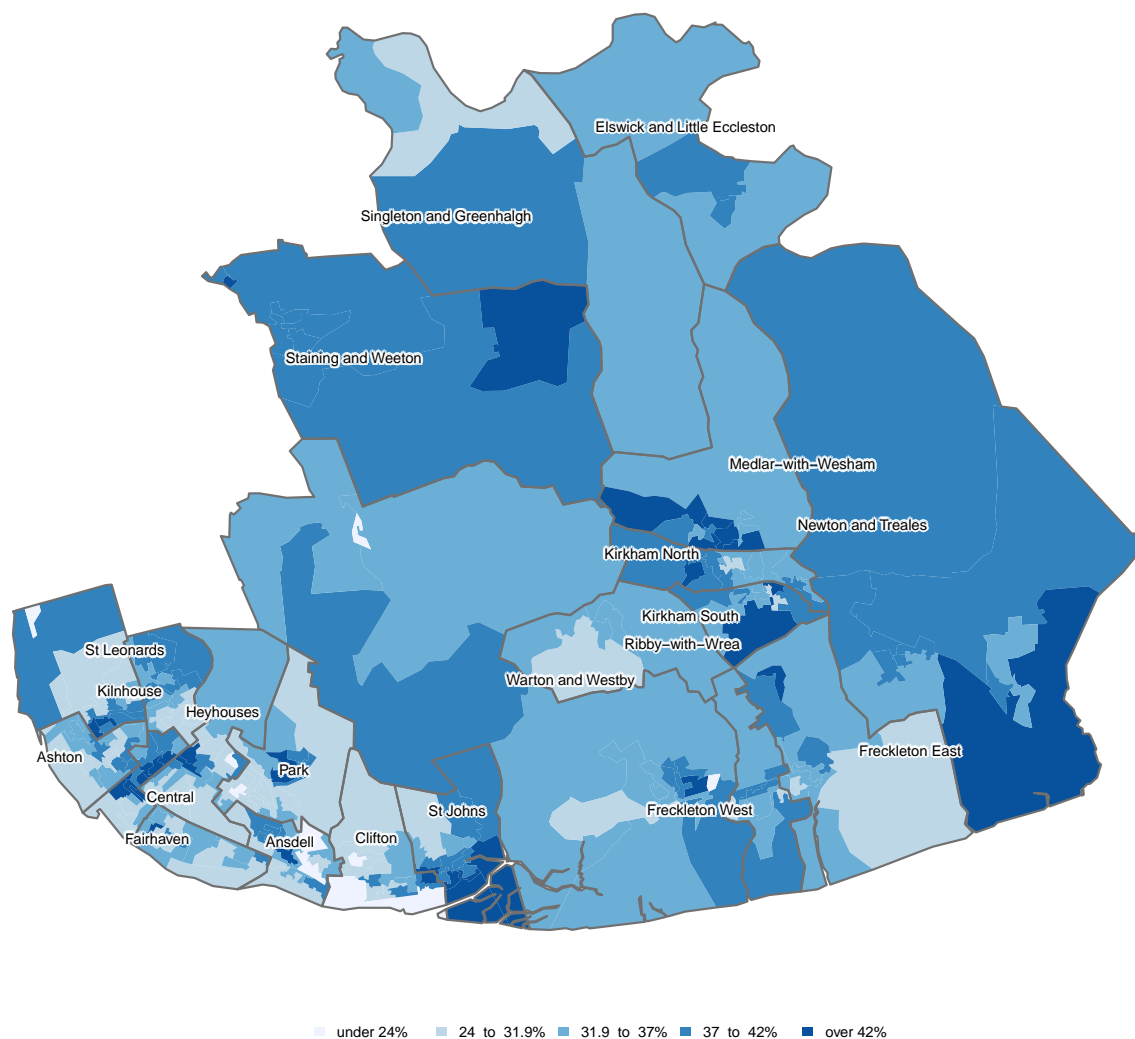 Elswick and Little Eccleston
Singleton and Greenhalgh
Staining and Weeton
Medlar−with−Wesham
Newton and Treales
Kirkham North
Kirkham South
Ribby−with−Wrea
St Leonards
Warton and Westby
Kilnhouse
Heyhouses
Freckleton East
Ashton
Park
Central
Freckleton West
St Johns
Fairhaven
Ansdell
Clifton
under 24% 24 to 31.9% 31.9 to 37% 37 to 42% over 42%